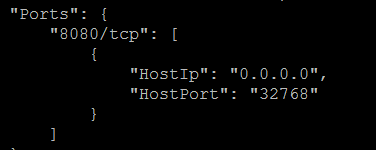 "Ports": {
    "8080/tcp": [
        {
            "HostIp": "0.0.0.0",
            "HostPort": "32768"
        }
    ]